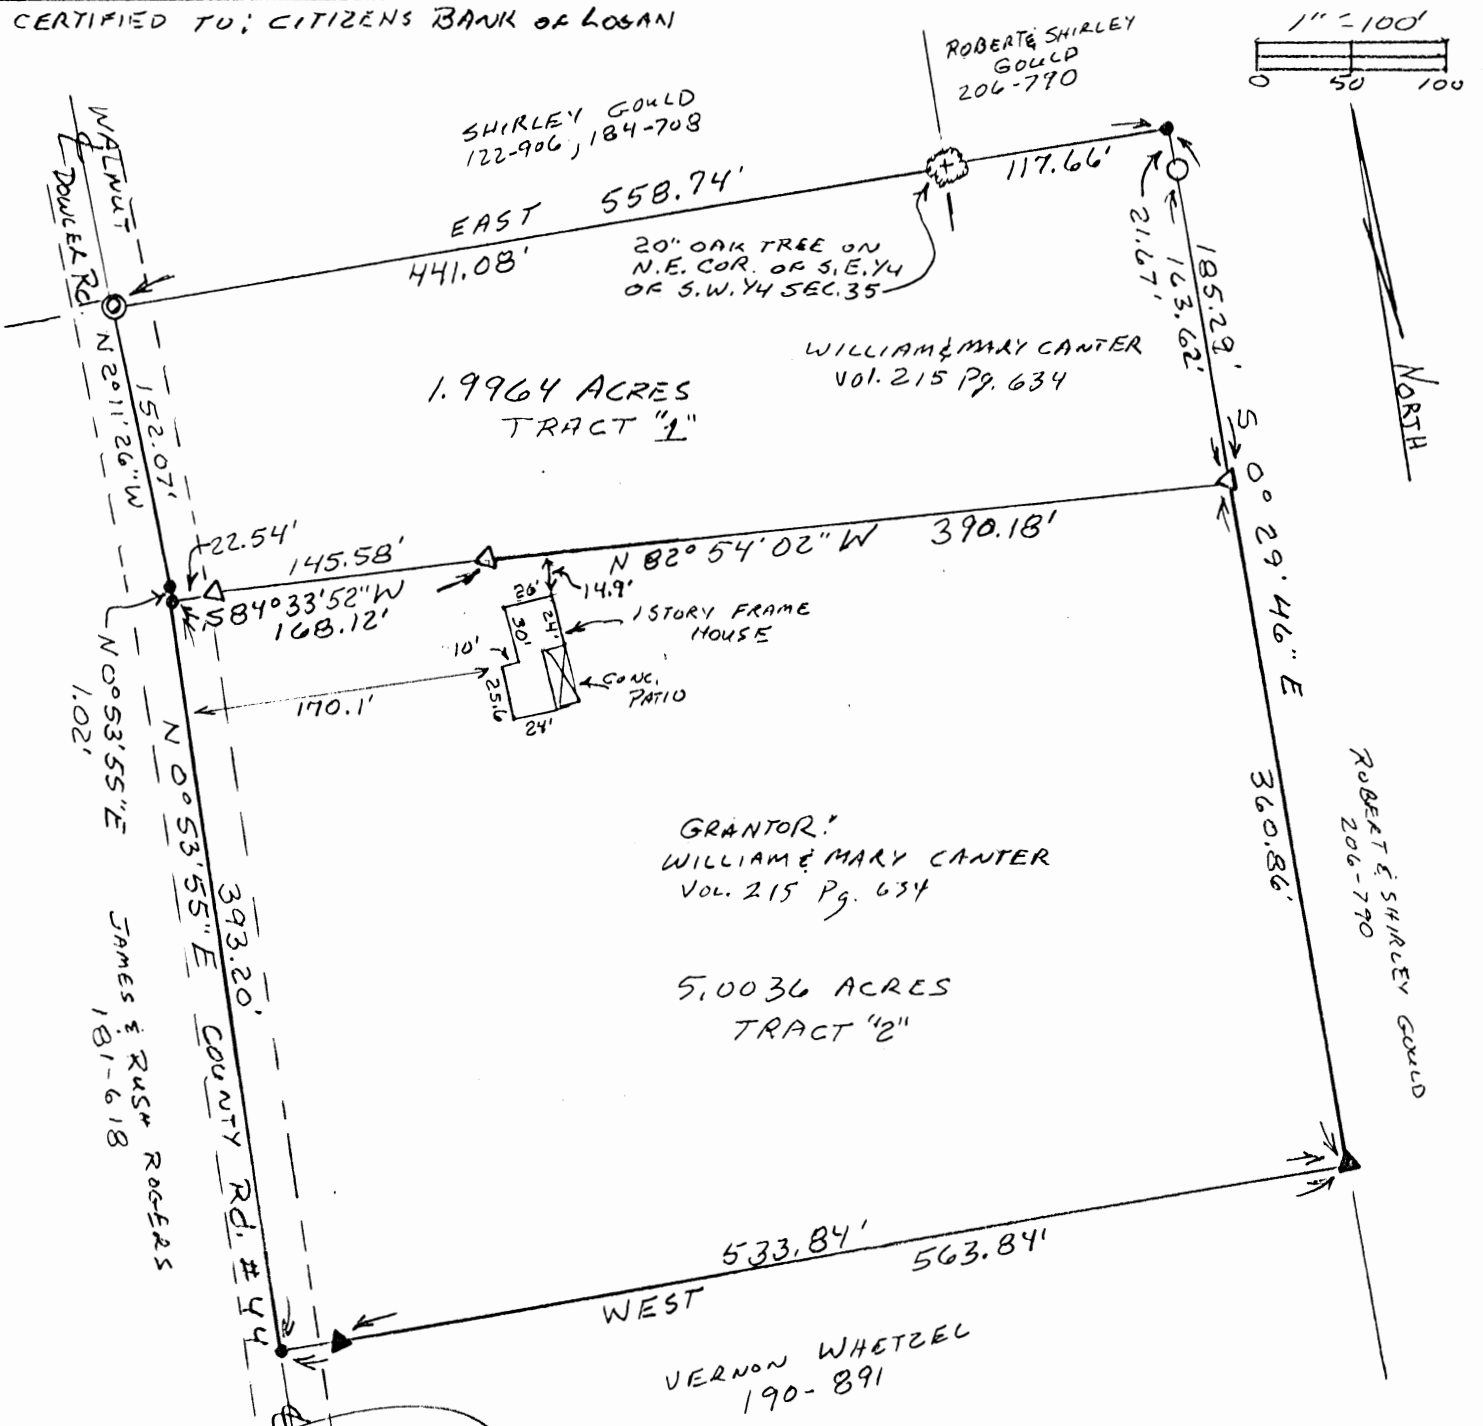 CERTIFIED TO: CITIZENS BANK OF LOGAN
1" = 100'
0 50 100
ROBERT & SHIRLEY
GOULD
206-790
SHIRLEY GOULD
122-906, 184-708
WALNUT
DOWLER Rd.
EAST 558.74'
441.08'
117.66'
20" OAK TREE ON
N.E. COR. OF S.E. 1/4
OF S.W. 1/4 SEC. 35
21.67'
163.62'
185.29'
NORTH
WILLIAM & MARY CANTER
Vol. 215 Pg. 634
1.9964 ACRES
TRACT "1"
N 2° 11' 26" W
152.07'
S 0° 29' 46" E
22.54'
145.58'
S 84° 33' 52" W
168.12'
N 82° 54' 02" W 390.18'
14.9'
26'
30'
24'
1 STORY FRAME
HOUSE
10'
25.6
24'
CONC.
PATIO
170.1'
N 0° 53' 55" E
1.02'
N 0° 53' 55" E
393.20'
COUNTY Rd. # 44
360.86'
ROBERT & SHIRLEY GOULD
206-790
GRANTOR:
WILLIAM & MARY CANTER
Vol. 215 Pg. 634
JAMES & RUSH ROGERS
181-618
5.0036 ACRES
TRACT "2"
533.84'
563.84'
WEST
VERNON WHETZEL
190-891